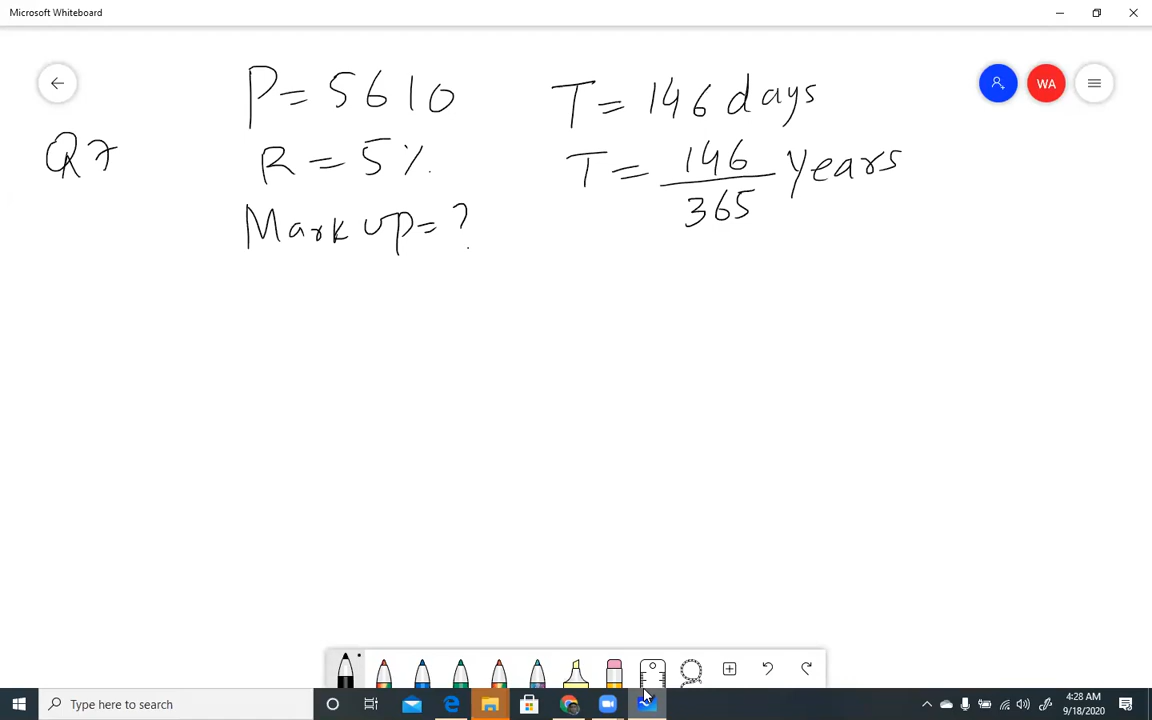 Microsoft Whiteboard
P = 5610
T = 146 days
WA
Q7
R = 5%
T = 146/365 years
Mark up = ?
Type here to search
4:28 AM
9/18/2020